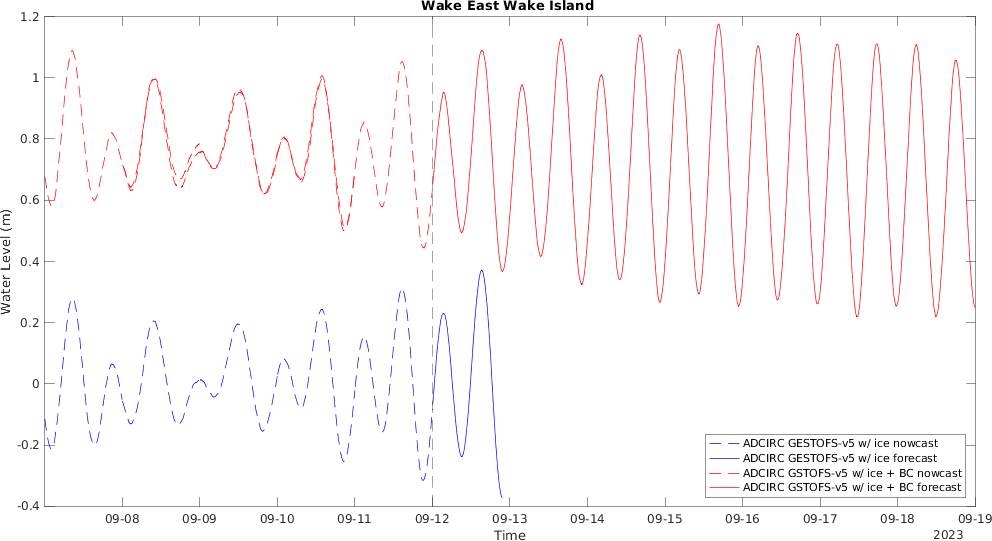 Wake East Wake Island
1.2
1
0.8
0.6
0.4
0.2
0
-0.2
-0.4
Water Level (m)
ADCIRC GESTOFS-v5 w/ ice nowcast
ADCIRC GESTOFS-v5 w/ ice forecast
ADCIRC GSTOFS-v5 w/ ice + BC nowcast
ADCIRC GSTOFS-v5 w/ ice + BC forecast
09-08 09-09 09-10 09-11 09-12 09-13 09-14 09-15 09-16 09-17 09-18 09-19
Time
2023